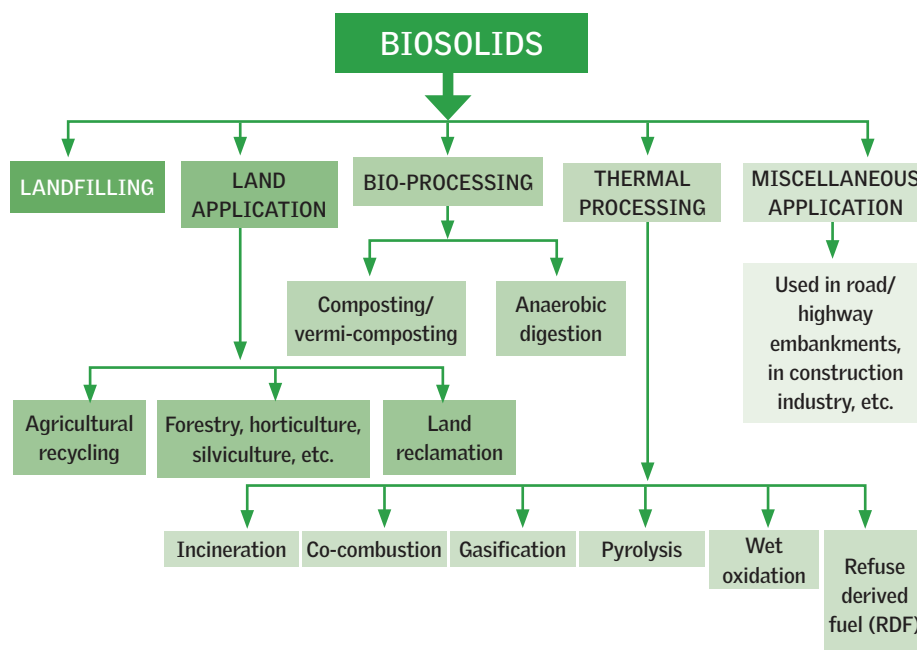 BIOSOLIDS
LANDFILLING
LAND
APPLICATION
BIO-PROCESSING
THERMAL
PROCESSING
MISCELLANEOUS
APPLICATION
Composting/
vermi-composting
Anaerobic
digestion
Used in road/
highway
embankments,
in construction
industry, etc.
Agricultural
recycling
Forestry, horticulture,
silviculture, etc.
Land
reclamation
Incineration
Co-combustion
Gasification
Pyrolysis
Wet
oxidation
Refuse
derived
fuel (RDF)